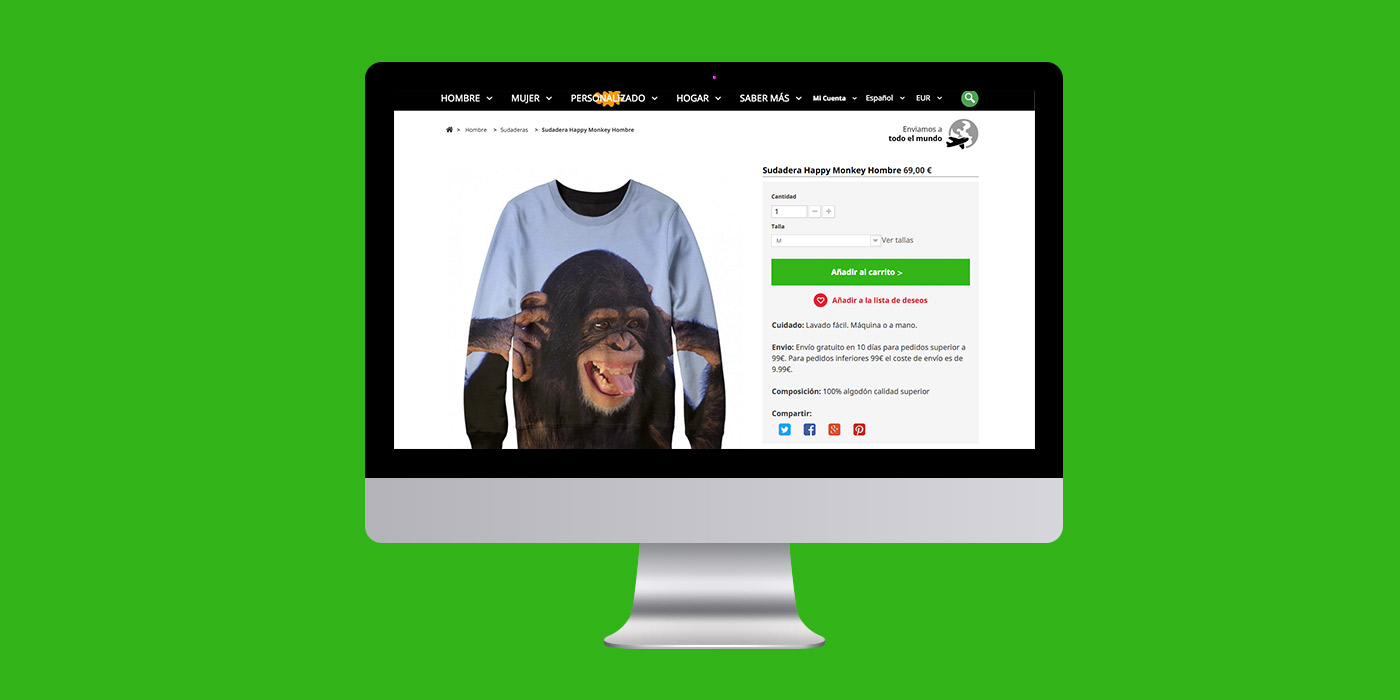 HOMBRE MUJER PERSONALIZADO HOGAR SABER MÁS Mi Cuenta Español EUR
> Hombre > Sudaderas > Sudadera Happy Monkey Hombre
Enviamos a
todo el mundo
Sudadera Happy Monkey Hombre 69,00 €
Cantidad
1
Talla
M Ver tallas
Añadir al carrito >
Añadir a la lista de deseos
Cuidado: Lavado fácil. Máquina o a mano.
Envio: Envío gratuito en 10 días para pedidos superior a
99€. Para pedidos inferiores 99€ el coste de envío es de
9.99€.
Composición: 100% algodón calidad superior
Compartir: